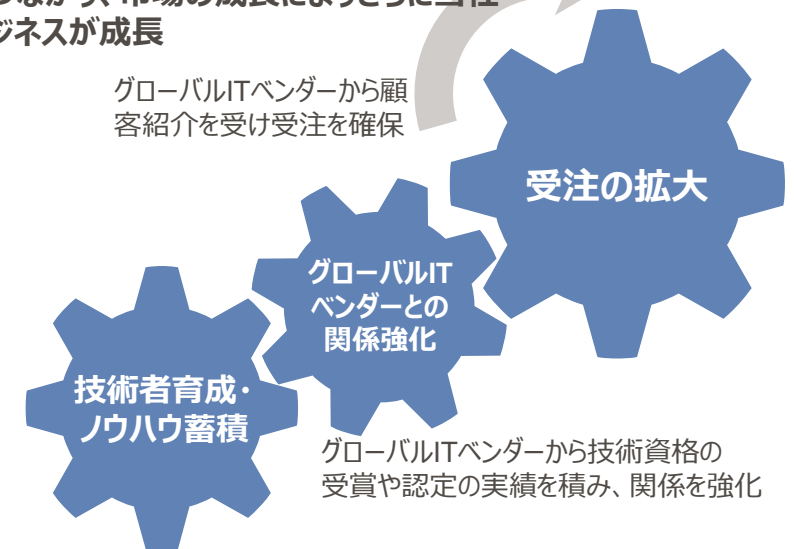 ジネスが成長
グローバルITベンダーから顧
客紹介を受け受注を確保
受注の拡大
グローバルIT
ベンダーとの
関係強化
技術者育成・
ノウハウ蓄積
グローバルITベンダーから技術資格の
受賞や認定の実績を積み、関係を強化